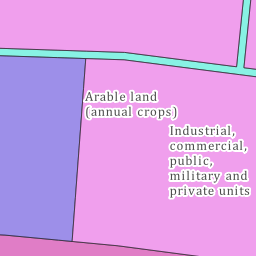 Arable land
(annual crops)
Industrial,
commercial,
public,
military and
private units